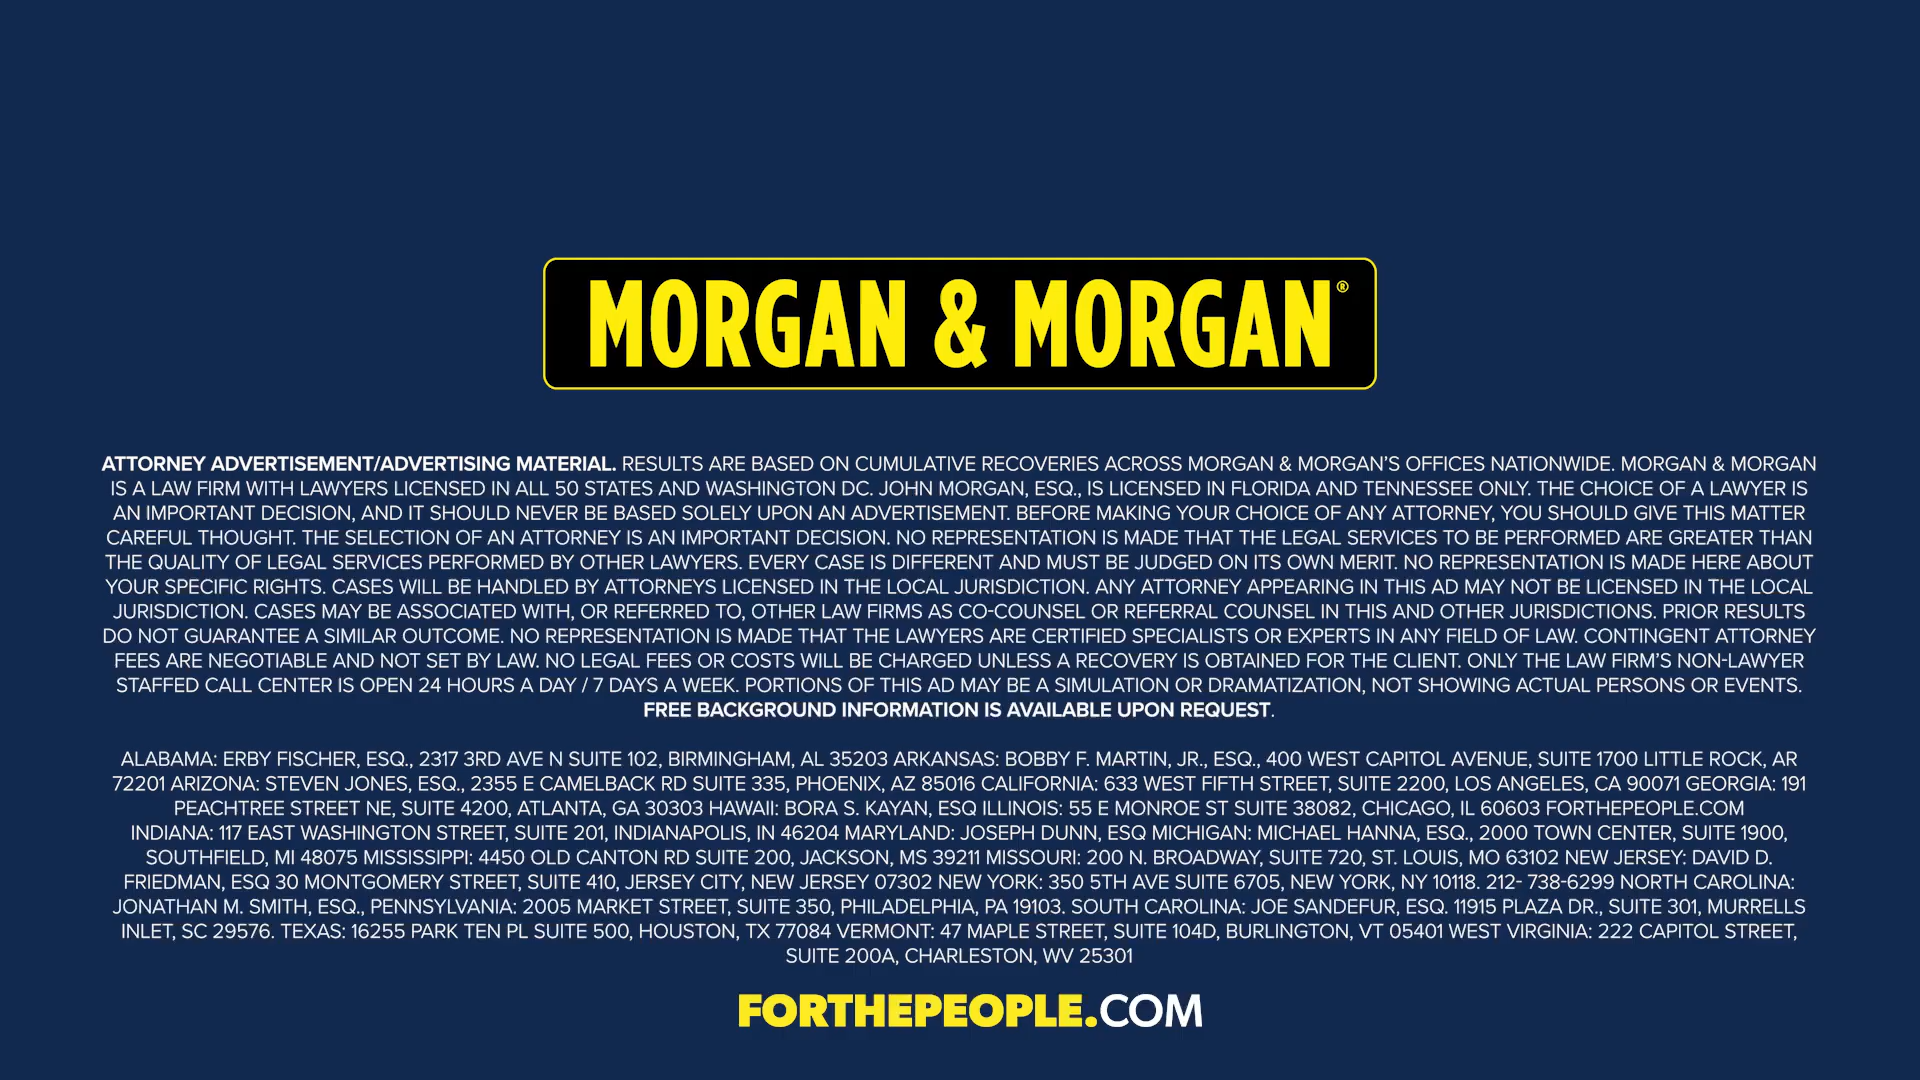 MORGAN & MORGAN®
ATTORNEY ADVERTISEMENT/ADVERTISING MATERIAL. RESULTS ARE BASED ON CUMULATIVE RECOVERIES ACROSS MORGAN & MORGAN'S OFFICES NATIONWIDE. MORGAN & MORGAN
IS A LAW FIRM WITH LAWYERS LICENSED IN ALL 50 STATES AND WASHINGTON DC. JOHN MORGAN, ESQ., IS LICENSED IN FLORIDA AND TENNESSEE ONLY. THE CHOICE OF A LAWYER IS
AN IMPORTANT DECISION, AND IT SHOULD NEVER BE BASED SOLELY UPON AN ADVERTISEMENT. BEFORE MAKING YOUR CHOICE OF ANY ATTORNEY, YOU SHOULD GIVE THIS MATTER
CAREFUL THOUGHT. THE SELECTION OF AN ATTORNEY IS AN IMPORTANT DECISION. NO REPRESENTATION IS MADE THAT THE LEGAL SERVICES TO BE PERFORMED ARE GREATER THAN
THE QUALITY OF LEGAL SERVICES PERFORMED BY OTHER LAWYERS. EVERY CASE IS DIFFERENT AND MUST BE JUDGED ON ITS OWN MERIT. NO REPRESENTATION IS MADE HERE ABOUT
YOUR SPECIFIC RIGHTS. CASES WILL BE HANDLED BY ATTORNEYS LICENSED IN THE LOCAL JURISDICTION. ANY ATTORNEY APPEARING IN THIS AD MAY NOT BE LICENSED IN THE LOCAL
JURISDICTION. CASES MAY BE ASSOCIATED WITH, OR REFERRED TO, OTHER LAW FIRMS AS CO-COUNSEL OR REFERRAL COUNSEL IN THIS AND OTHER JURISDICTIONS. PRIOR RESULTS
DO NOT GUARANTEE A SIMILAR OUTCOME. NO REPRESENTATION IS MADE THAT THE LAWYERS ARE CERTIFIED SPECIALISTS OR EXPERTS IN ANY FIELD OF LAW. CONTINGENT ATTORNEY
FEES ARE NEGOTIABLE AND NOT SET BY LAW. NO LEGAL FEES OR COSTS WILL BE CHARGED UNLESS A RECOVERY IS OBTAINED FOR THE CLIENT. ONLY THE LAW FIRM'S NON-LAWYER
STAFFED CALL CENTER IS OPEN 24 HOURS A DAY / 7 DAYS A WEEK. PORTIONS OF THIS AD MAY BE A SIMULATION OR DRAMATIZATION, NOT SHOWING ACTUAL PERSONS OR EVENTS.
FREE BACKGROUND INFORMATION IS AVAILABLE UPON REQUEST.
ALABAMA: ERBY FISCHER, ESQ., 2317 3RD AVE N SUITE 102, BIRMINGHAM, AL 35203 ARKANSAS: BOBBY F. MARTIN, JR., ESQ., 400 WEST CAPITOL AVENUE, SUITE 1700 LITTLE ROCK, AR
72201 ARIZONA: STEVEN JONES, ESQ., 2355 E CAMELBACK RD SUITE 335, PHOENIX, AZ 85016 CALIFORNIA: 633 WEST FIFTH STREET, SUITE 2200, LOS ANGELES, CA 90071 GEORGIA: 191
PEACHTREE STREET NE, SUITE 4200, ATLANTA, GA 30303 HAWAII: BORA S. KAYAN, ESQ ILLINOIS: 55 E MONROE ST SUITE 38082, CHICAGO, IL 60603 FORTHEPEOPLE.COM
INDIANA: 117 EAST WASHINGTON STREET, SUITE 201, INDIANAPOLIS, IN 46204 MARYLAND: JOSEPH DUNN, ESQ MICHIGAN: MICHAEL HANNA, ESQ., 2000 TOWN CENTER, SUITE 1900,
SOUTHFIELD, MI 48075 MISSISSIPPI: 4450 OLD CANTON RD SUITE 200, JACKSON, MS 39211 MISSOURI: 200 N. BROADWAY, SUITE 720, ST. LOUIS, MO 63102 NEW JERSEY: DAVID D.
FRIEDMAN, ESQ 30 MONTGOMERY STREET, SUITE 410, JERSEY CITY, NEW JERSEY 07302 NEW YORK: 350 5TH AVE SUITE 6705, NEW YORK, NY 10118. 212- 738-6299 NORTH CAROLINA:
JONATHAN M. SMITH, ESQ., PENNSYLVANIA: 2005 MARKET STREET, SUITE 350, PHILADELPHIA, PA 19103. SOUTH CAROLINA: JOE SANDEFUR, ESQ. 11915 PLAZA DR., SUITE 301, MURRELLS
INLET, SC 29576. TEXAS: 16255 PARK TEN PL SUITE 500, HOUSTON, TX 77084 VERMONT: 47 MAPLE STREET, SUITE 104D, BURLINGTON, VT 05401 WEST VIRGINIA: 222 CAPITOL STREET,
SUITE 200A, CHARLESTON, WV 25301
FORTHEPEOPLE.COM